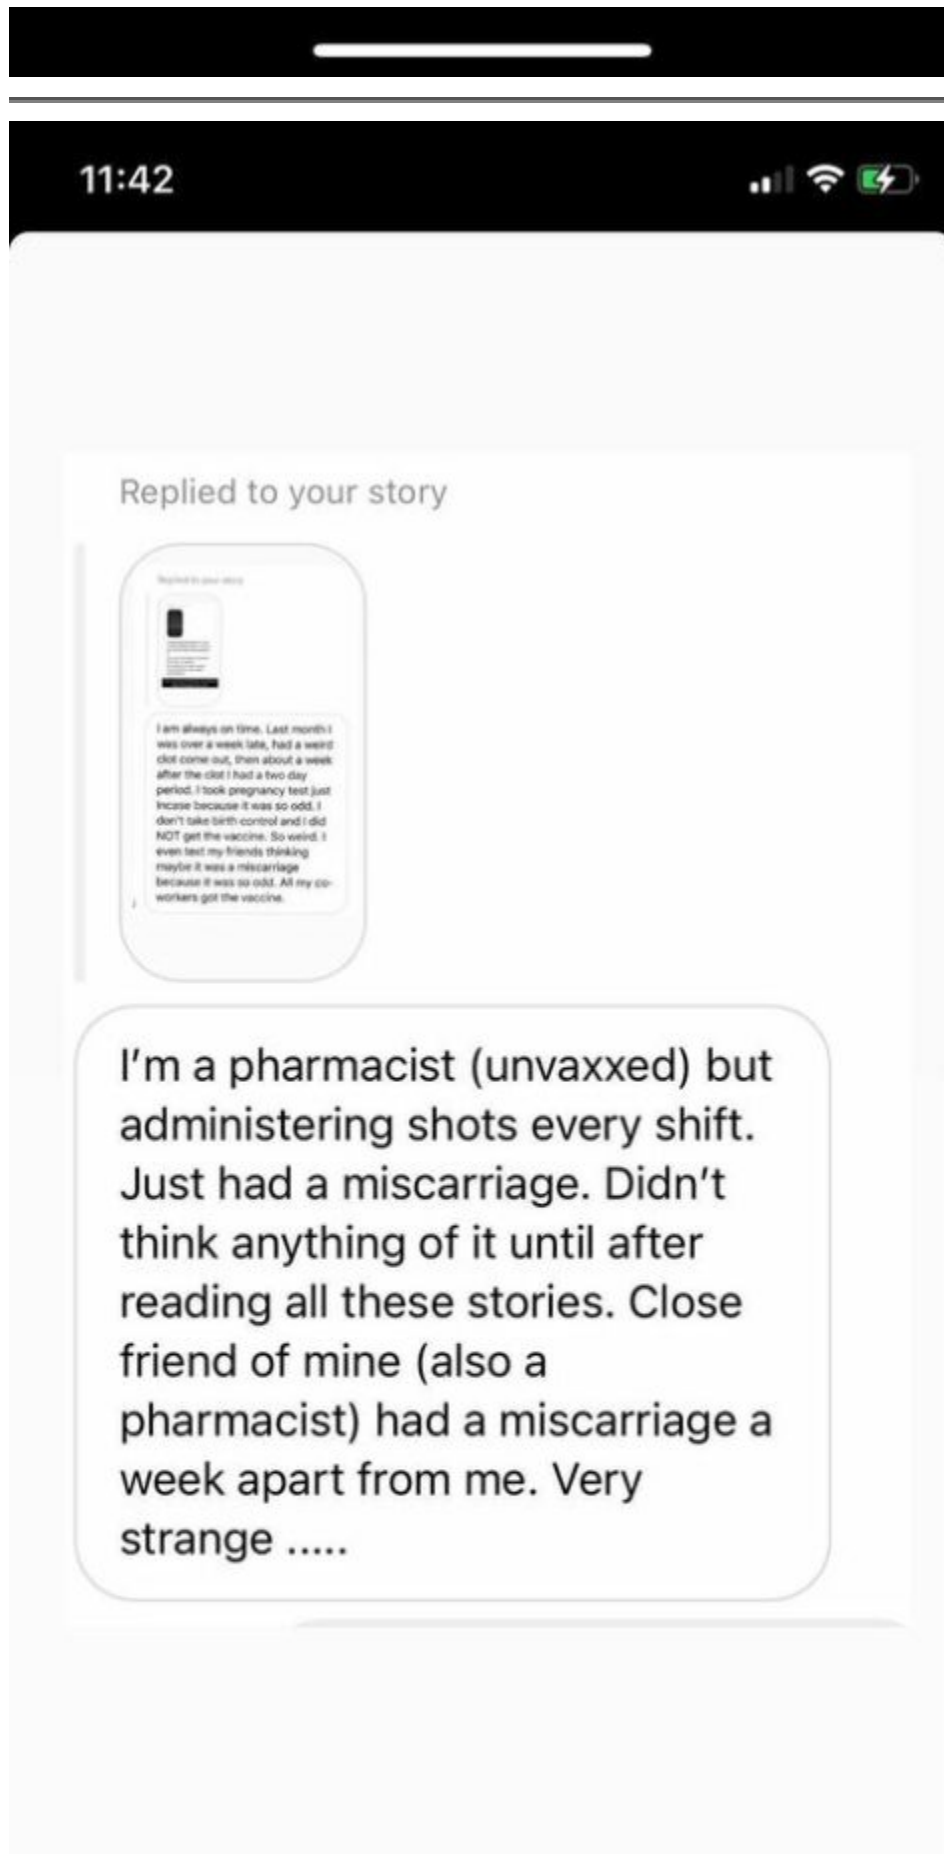 11:42
Replied to your story
Replied to your story
I am always on time. Last month I
was over a week late, had a weird
clot come out, then about a week
after the clot I had a two day
period. I took pregnancy test just
incase because it was so odd. I
don't take birth control and I did
NOT get the vaccine. So weird. I
even text my friends thinking
maybe it was a miscarriage
because it was so odd. All my co-
workers got the vaccine.
I'm a pharmacist (unvaxxed) but
administering shots every shift.
Just had a miscarriage. Didn't
think anything of it until after
reading all these stories. Close
friend of mine (also a
pharmacist) had a miscarriage a
week apart from me. Very
strange .....